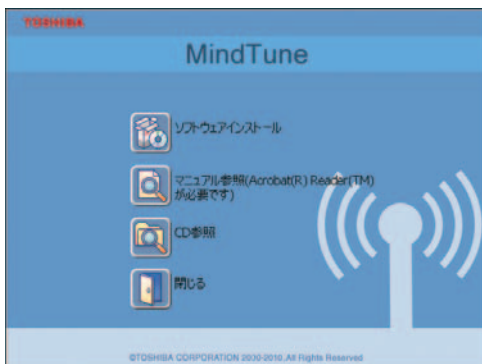 TOSHIBA
MindTune
ソフトウェアインストール
マニュアル参照(Acrobat(R) Reader(TM)
が必要です)
CD参照
閉じる
©TOSHIBA CORPORATION 2000-2010.All Rights Reserved